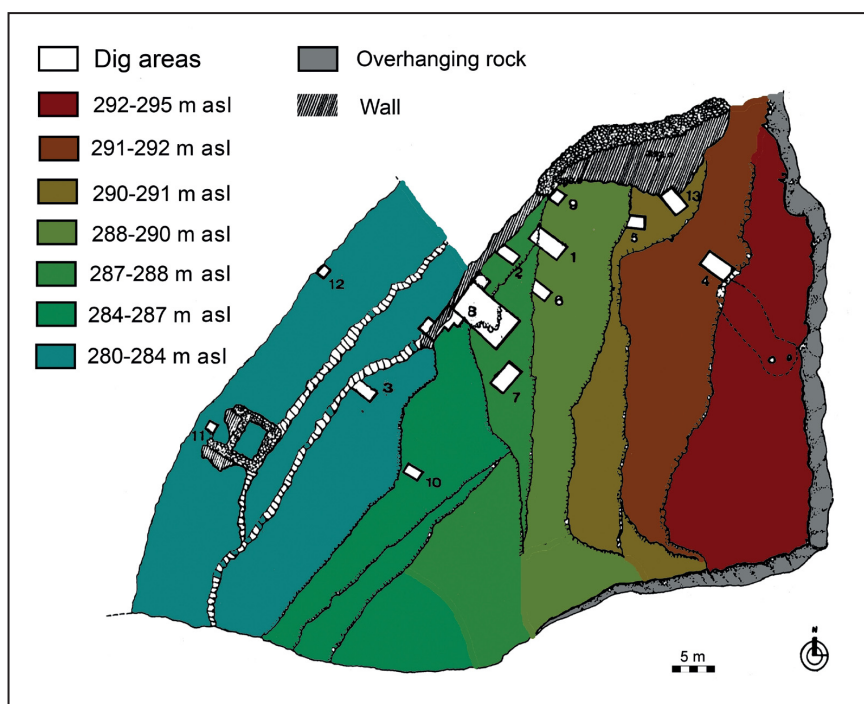 Dig areas
292-295 m asl
291-292 m asl
290-291 m asl
288-290 m asl
287-288 m asl
284-287 m asl
280-284 m asl
Overhanging rock
Wall
9
13
5
1
2
4
12
6
8
3
7
11
10
N
5 m